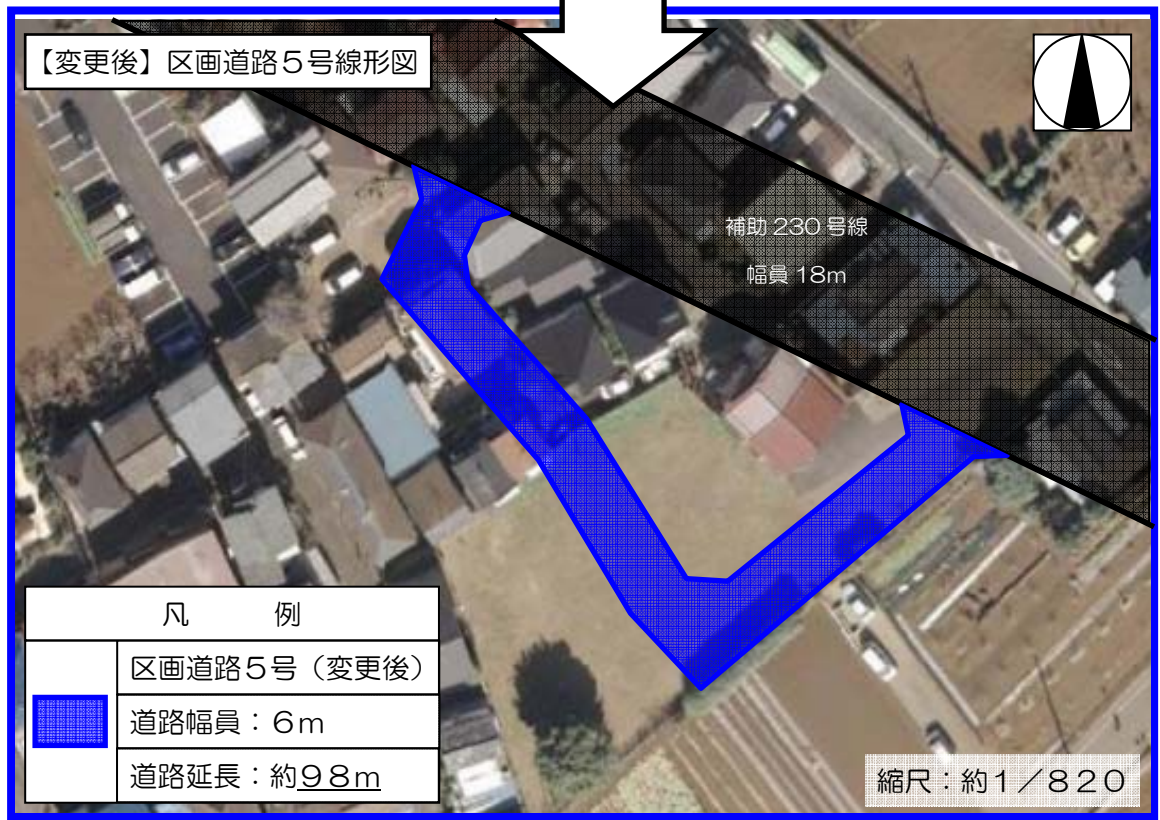 【変更後】区画道路５号線形図
補助 230 号線
幅員 18m
凡　　例
区画道路５号（変更後）
道路幅員：６ｍ
道路延長：約９８ｍ
縮尺：約１／８２０